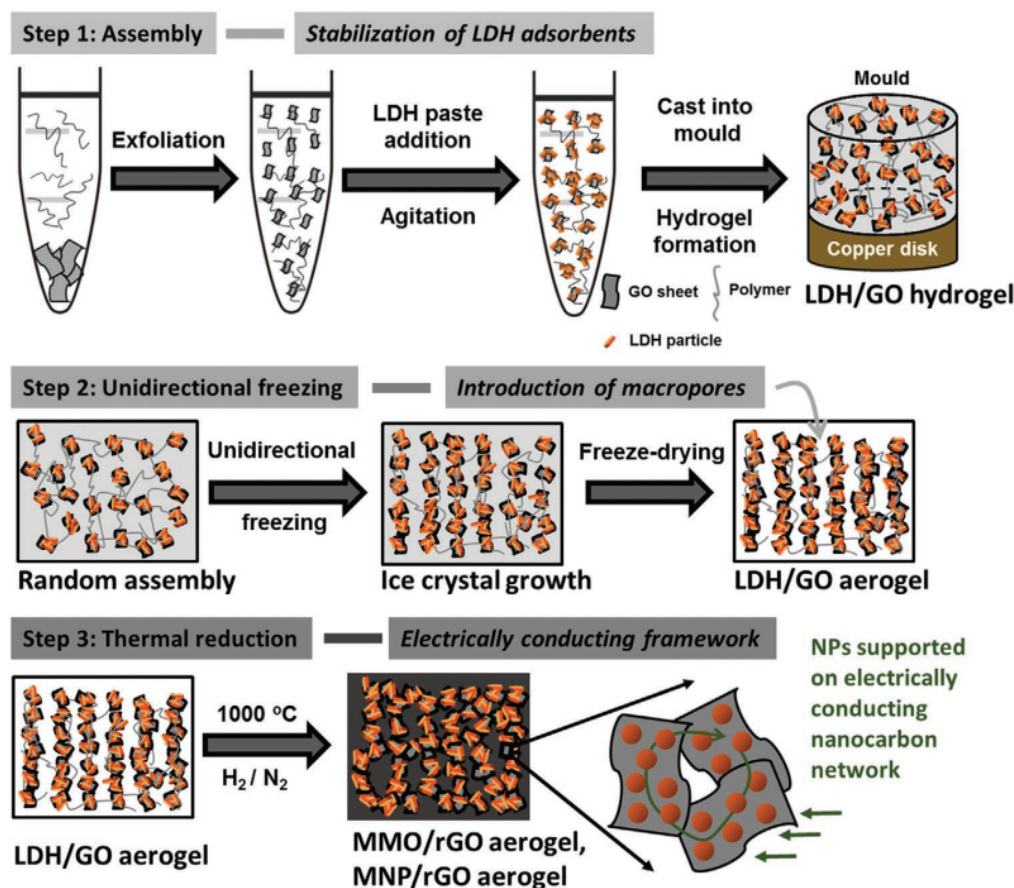 Step 1: Assembly
Stabilization of LDH adsorbents
Exfoliation
LDH paste
addition
Agitation
Cast into
mould
Hydrogel
formation
Mould
Copper disk
GO sheet
Polymer
LDH particle
LDH/GO hydrogel
Step 2: Unidirectional freezing
Introduction of macropores
Unidirectional
freezing
Freeze-drying
Random assembly
Ice crystal growth
LDH/GO aerogel
Step 3: Thermal reduction
Electrically conducting framework
1000 °C
H₂ / N₂
NPs supported
on electrically
conducting
nanocarbon
network
LDH/GO aerogel
MMO/rGO aerogel,
MNP/rGO aerogel